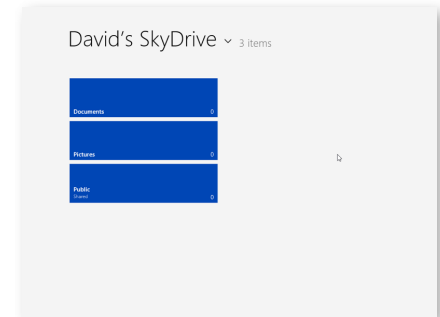 David's SkyDrive 3 items
Documents 0
Pictures 0
Public
Shared 0